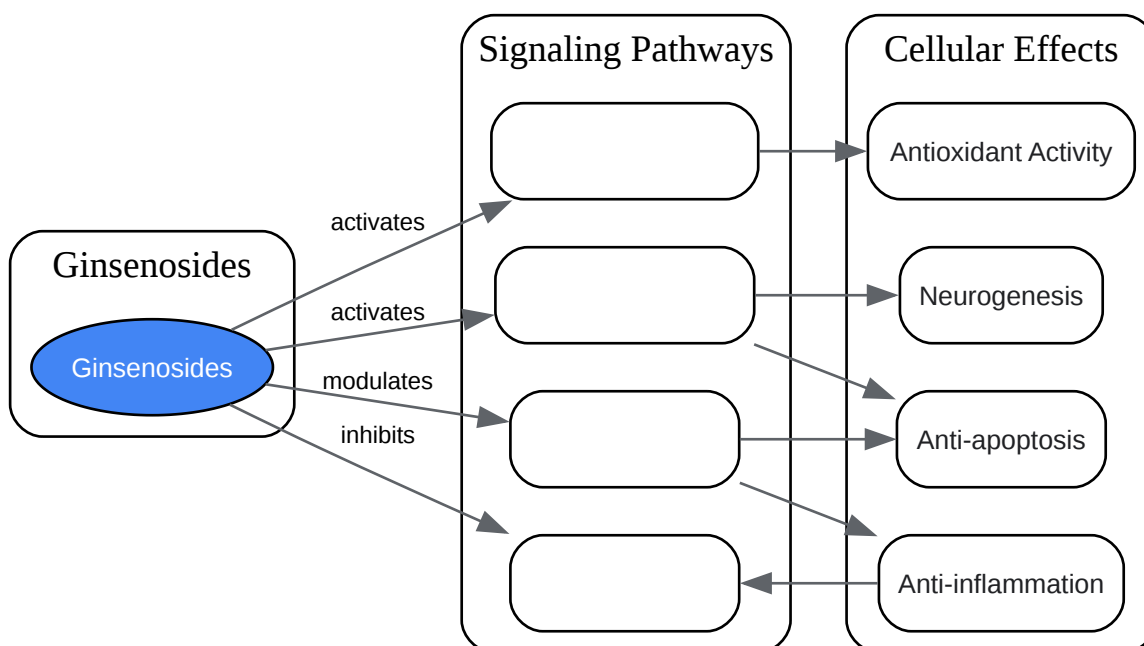 Signaling Pathways
Cellular Effects
Antioxidant Activity
activates
Ginsenosides
activates
Neurogenesis
Ginsenosides
modulates
inhibits
Anti-apoptosis
Anti-inflammation